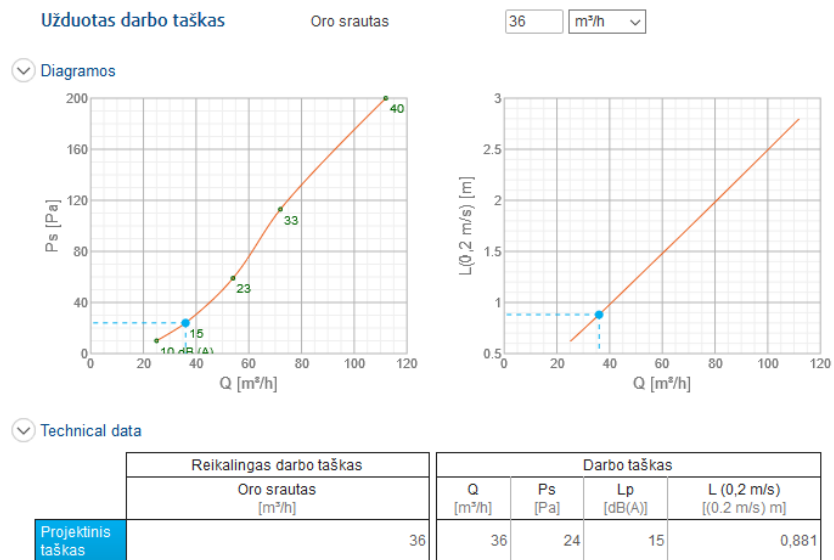 Užduotas darbo taškas Oro srautas 36 m³/h
Diagramos
200
160
120
80
40
0
Ps [Pa]
40
33
23
15
10 dB (A)
0 20 40 60 80 100 120
Q [m³/h]
3
2.5
2
1.5
1
0.5
L(0,2 m/s) [m]
0 20 40 60 80 100 120
Q [m³/h]
Technical data
Reikalingas darbo taškas Darbo taškas
Oro srautas Q Ps Lp L (0,2 m/s)
[m³/h] [m³/h] [Pa] [dB(A)] [(0.2 m/s) m]
Projektinis
taškas 36 36 24 15 0,881